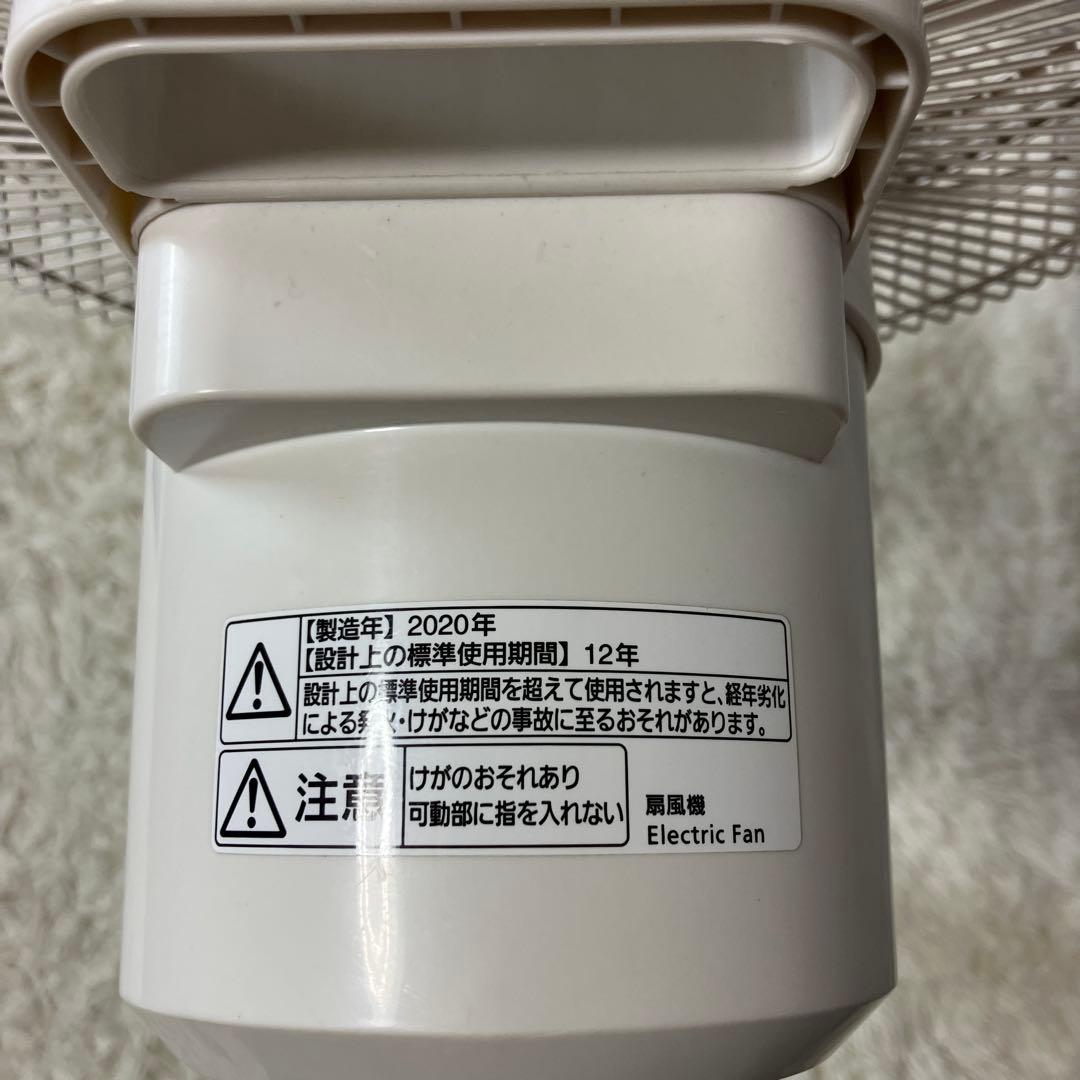 【製造年】2020年
【設計上の標準使用期間】12年
設計上の標準使用期間を超えて使用されますと、経年劣化
による発火・けがなどの事故に至るおそれがあります。
注意
けがのおそれあり
可動部に指を入れない
扇風機
Electric Fan